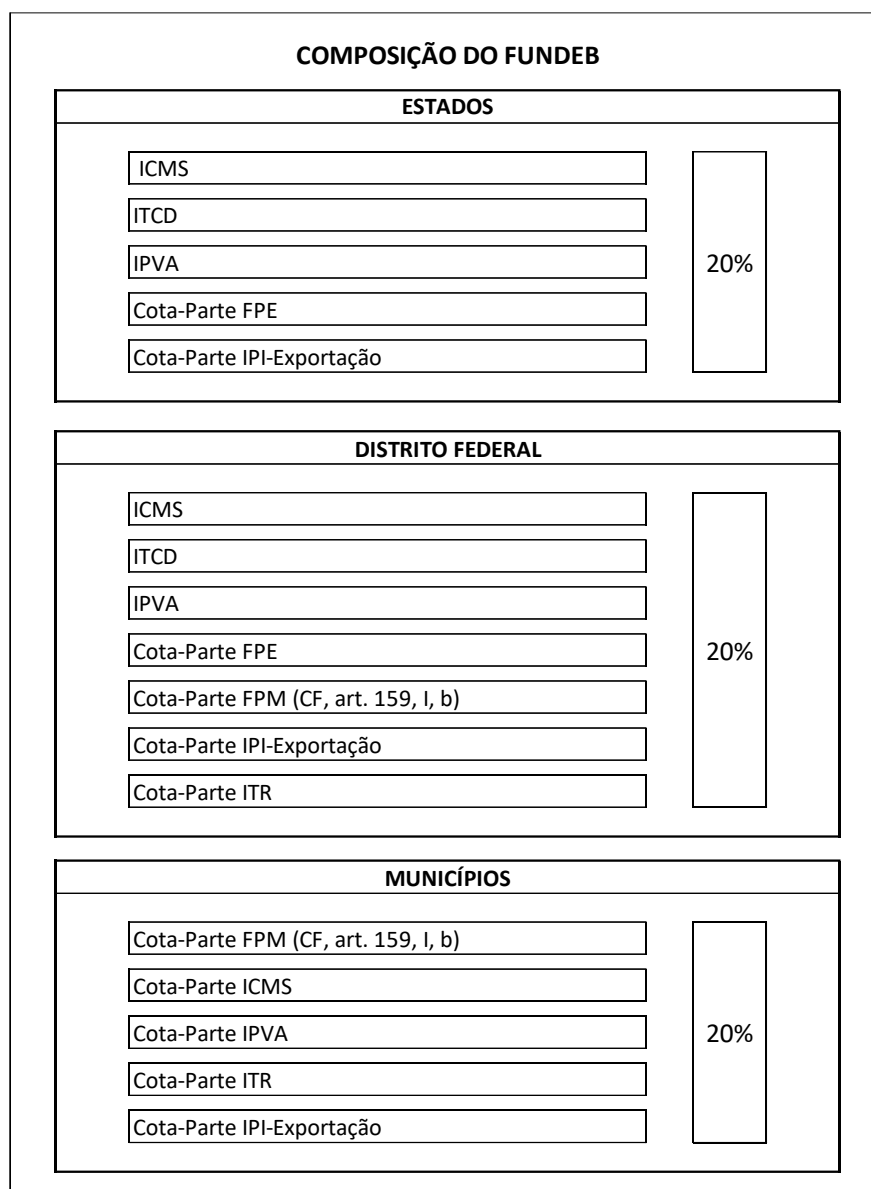 COMPOSIÇÃO DO FUNDEB
ESTADOS
ICMS
ITCD
IPVA
20%
Cota-Parte FPE
Cota-Parte IPI-Exportação
DISTRITO FEDERAL
ICMS
ITCD
IPVA
Cota-Parte FPE
20%
Cota-Parte FPM (CF, art. 159, I, b)
Cota-Parte IPI-Exportação
Cota-Parte ITR
MUNICÍPIOS
Cota-Parte FPM (CF, art. 159, I, b)
Cota-Parte ICMS
Cota-Parte IPVA
20%
Cota-Parte ITR
Cota-Parte IPI-Exportação